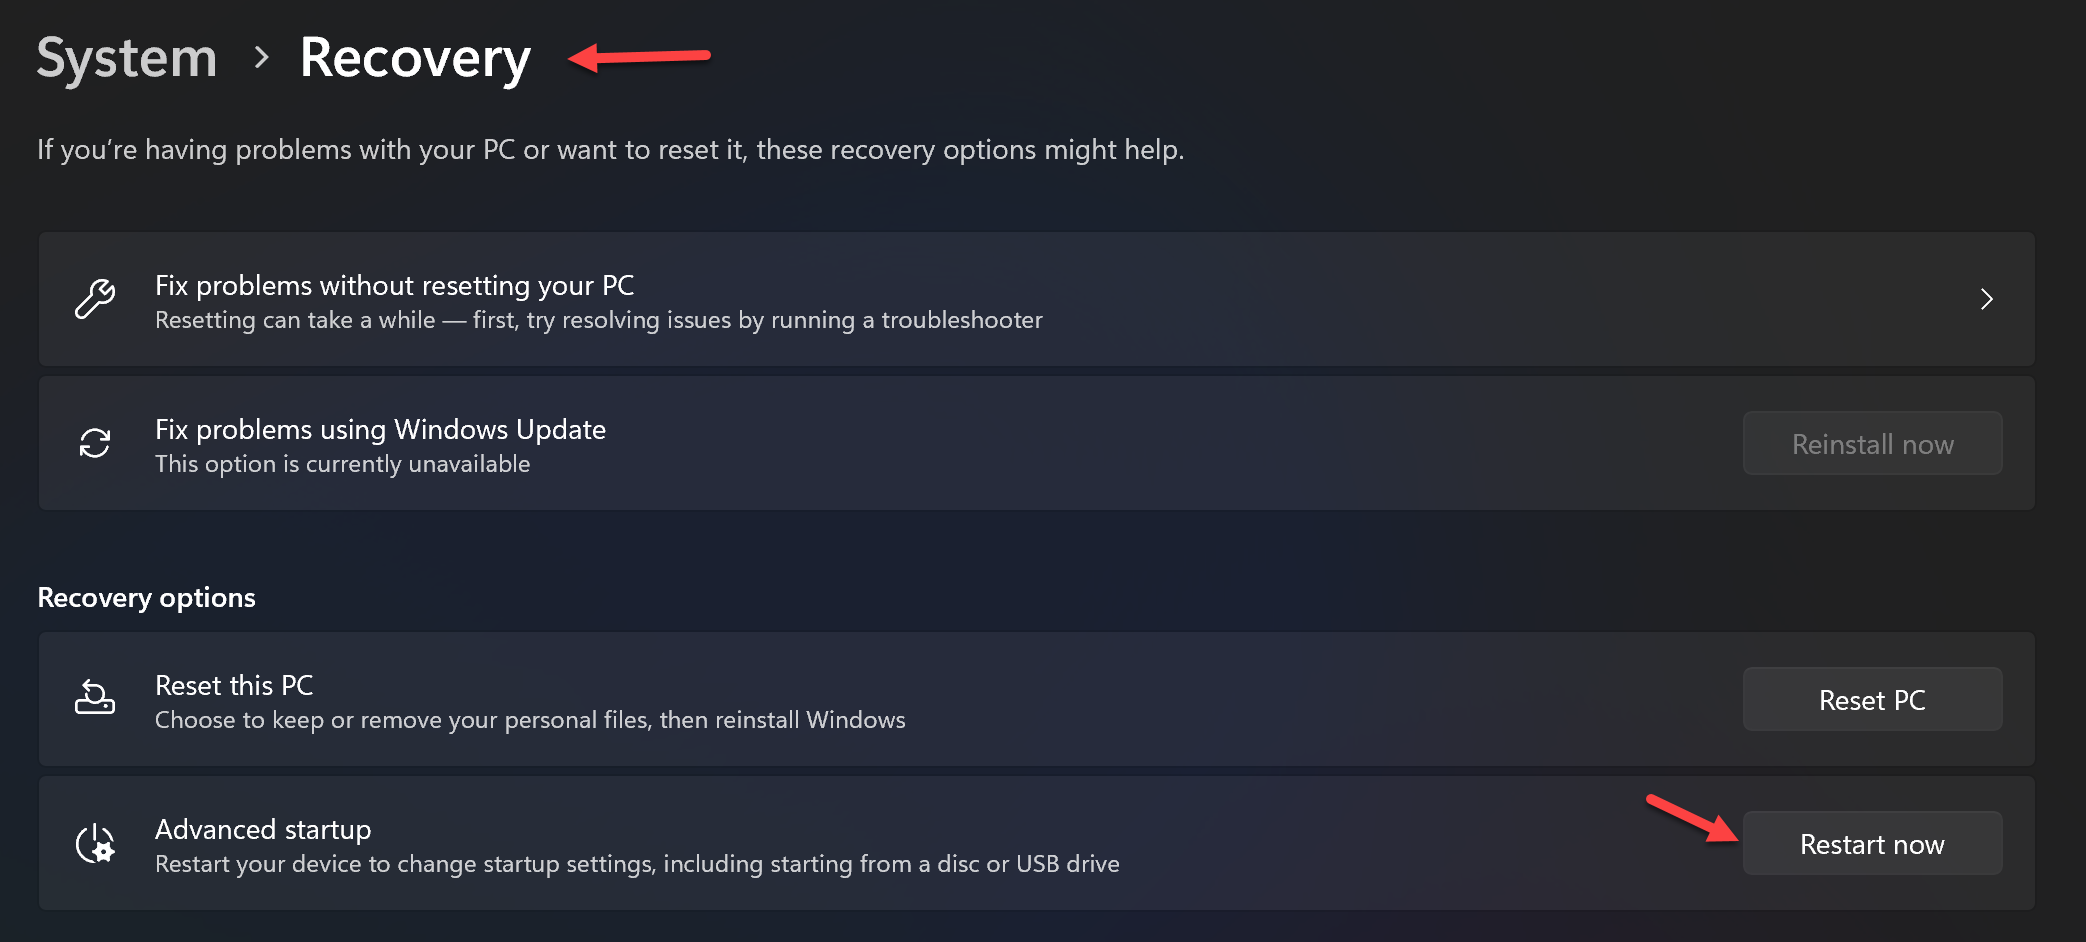 System > Recovery
If you’re having problems with your PC or want to reset it, these recovery options might help.
Fix problems without resetting your PC
Resetting can take a while — first, try resolving issues by running a troubleshooter
Fix problems using Windows Update
This option is currently unavailable
Reinstall now
Recovery options
Reset this PC
Choose to keep or remove your personal files, then reinstall Windows
Reset PC
Advanced startup
Restart your device to change startup settings, including starting from a disc or USB drive
Restart now